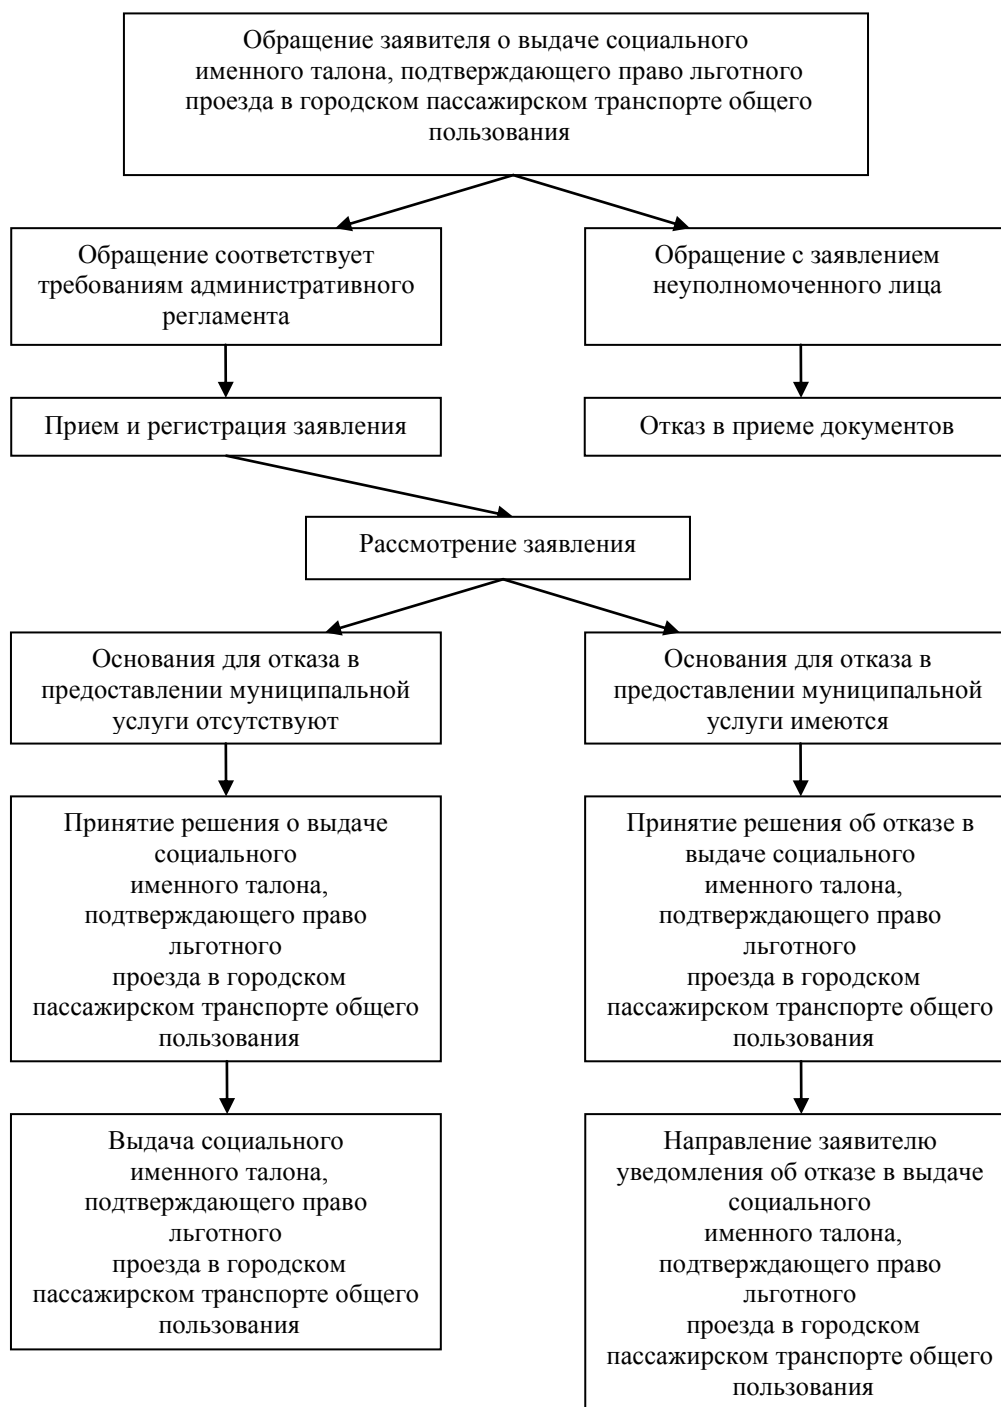 Обращение заявителя о выдаче социального
именного талона, подтверждающего право льготного
проезда в городском пассажирском транспорте общего
пользования
Обращение соответствует
требованиям административного
регламента
Обращение с заявлением
неуполномоченного лица
Прием и регистрация заявления
Отказ в приеме документов
Рассмотрение заявления
Основания для отказа в
предоставлении муниципальной
услуги отсутствуют
Основания для отказа в
предоставлении муниципальной
услуги имеются
Принятие решения о выдаче
социального
именного талона,
подтверждающего право
льготного
проезда в городском
пассажирском транспорте общего
пользования
Принятие решения об отказе в
выдаче социального
именного талона,
подтверждающего право
льготного
проезда в городском
пассажирском транспорте общего
пользования
Выдача социального
именного талона,
подтверждающего право
льготного
проезда в городском
пассажирском транспорте общего
пользования
Направление заявителю
уведомления об отказе в выдаче
социального
именного талона,
подтверждающего право
льготного
проезда в городском
пассажирском транспорте общего
пользования